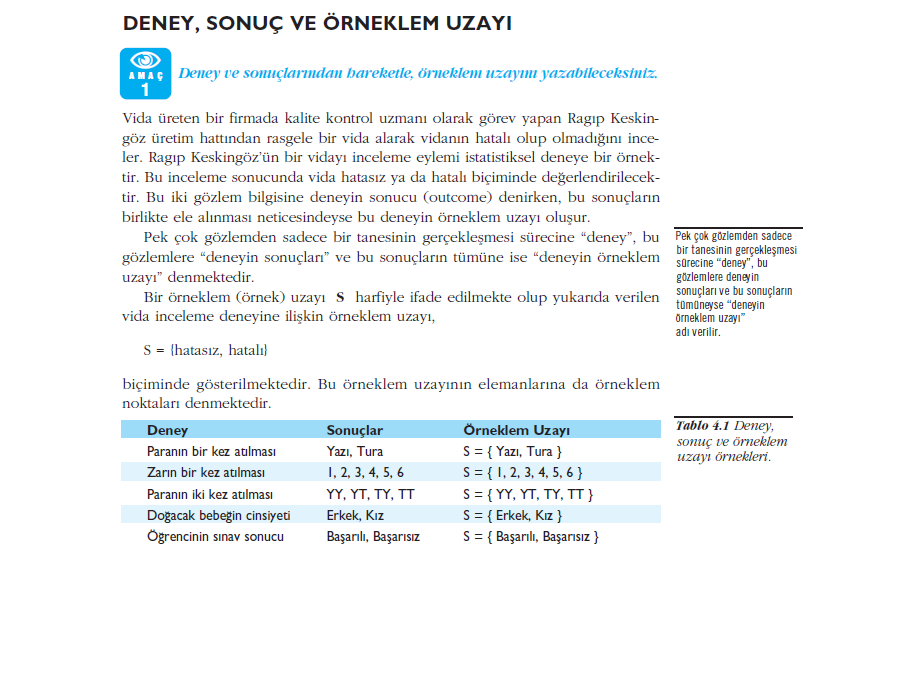 DENEY, SONUÇ VE ÖRNEKLEM UZAYI
AMAÇ
1
Deney ve sonuçlarından hareketle, örneklem uzayını yazabileceksiniz.
Vida üreten bir firmada kalite kontrol uzmanı olarak görev yapan Ragıp Keskin-
göz üretim hattından rasgele bir vida alarak vidanın hatalı olup olmadığını ince-
ler. Ragıp Keskingöz'ün bir vidayı inceleme eylemi istatistiksel deneye bir örnek-
tir. Bu inceleme sonucunda vida hatasız ya da hatalı biçiminde değerlendirilecek-
tir. Bu iki gözlem bilgisine deneyin sonucu (outcome) denirken, bu sonuçların
birlikte ele alınması neticesindeyse bu deneyin örneklem uzayı oluşur.
Pek çok gözlemden sadece bir tanesinin gerçekleşmesi sürecine “deney”, bu
gözlemlere “deneyin sonuçları” ve bu sonuçların tümüne ise “deneyin örneklem
uzayı” denmektedir.
Bir örneklem (örnek) uzayı S harfiyle ifade edilmekte olup yukarıda verilen
vida inceleme deneyine ilişkin örneklem uzayı,
S = {hatasız, hatalı}
biçiminde gösterilmektedir. Bu örneklem uzayının elemanlarına da örneklem
noktaları denmektedir.
Pek çok gözlemden sadece
bir tanesinin gerçekleşmesi
sürecine “deney”, bu
gözlemlere deneyin
sonuçları ve bu sonuçların
tümüneyse “deneyin
örneklem uzayı”
adı verilir.
Deney Sonuçlar Örneklem Uzayı
Paranın bir kez atılması Yazı, Tura S = { Yazı, Tura }
Zarın bir kez atılması 1, 2, 3, 4, 5, 6 S = { 1, 2, 3, 4, 5, 6 }
Paranın iki kez atılması YY, YT, TY, TT S = { YY, YT, TY, TT }
Doğacak bebeğin cinsiyeti Erkek, Kız S = { Erkek, Kız }
Öğrencinin sınav sonucu Başarılı, Başarısız S = { Başarılı, Başarısız }
Tablo 4.1 Deney,
sonuç ve örneklem
uzayı örnekleri.